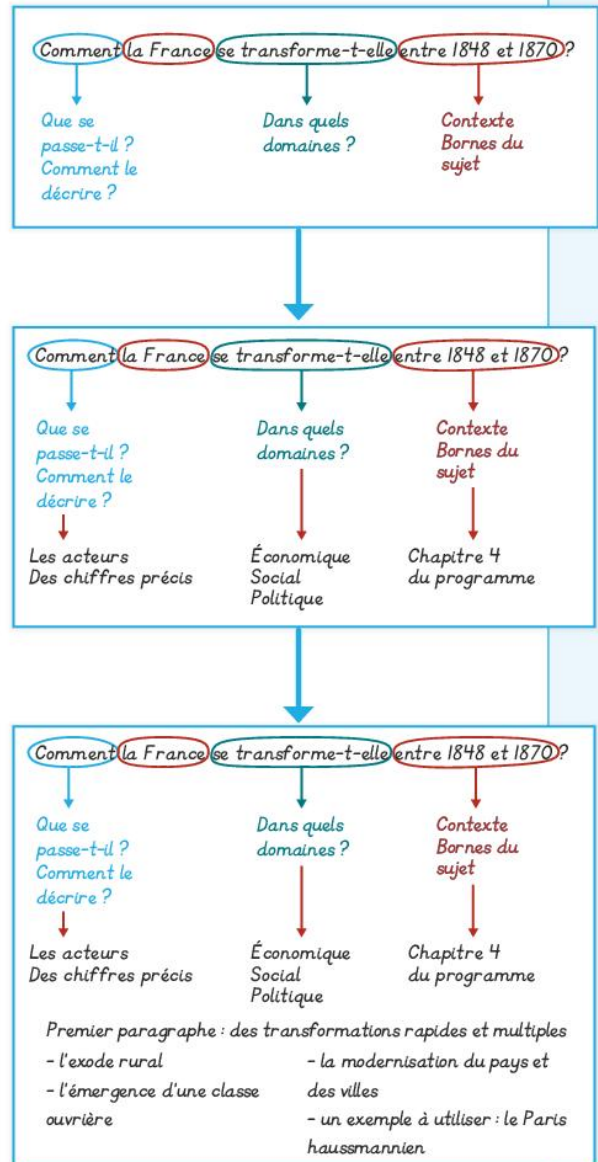 Comment la France se transforme-t-elle entre 1848 et 1870 ?
Que se
passe-t-il ?
Comment le
décrire ?
Dans quels
domaines ?
Contexte
Bornes du
sujet
Comment la France se transforme-t-elle entre 1848 et 1870 ?
Que se
passe-t-il ?
Comment le
décrire ?
Les acteurs
Des chiffres précis
Dans quels
domaines ?
Économique
Social
Politique
Contexte
Bornes du
sujet
Chapitre 4
du programme
Comment la France se transforme-t-elle entre 1848 et 1870 ?
Que se
passe-t-il ?
Comment le
décrire ?
Les acteurs
Des chiffres précis
Dans quels
domaines ?
Économique
Social
Politique
Contexte
Bornes du
sujet
Chapitre 4
du programme
Premier paragraphe : des transformations rapides et multiples
- l'exode rural
- l'émergence d'une classe
ouvrière
- la modernisation du pays et
des villes
- un exemple à utiliser : le Paris
haussmannien